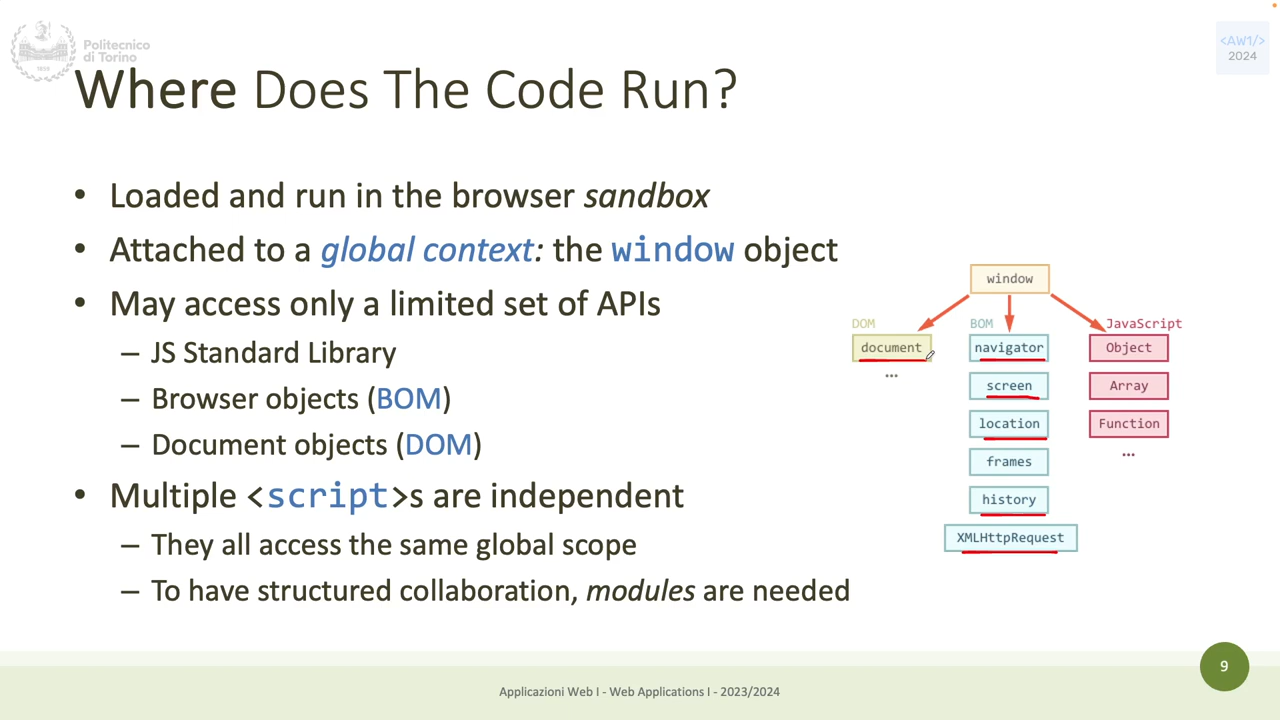 Politecnico
di Torino
1859
<AW1/>
2024
Where Does The Code Run?
• Loaded and run in the browser sandbox
• Attached to a global context: the window object
• May access only a limited set of APIs
– JS Standard Library
– Browser objects (BOM)
– Document objects (DOM)
• Multiple <script>s are independent
– They all access the same global scope
– To have structured collaboration, modules are needed
window
DOM
document
...
BOM
navigator
screen
location
frames
history
XMLHttpRequest
JavaScript
Object
Array
Function
...
Applicazioni Web I - Web Applications I - 2023/2024
9